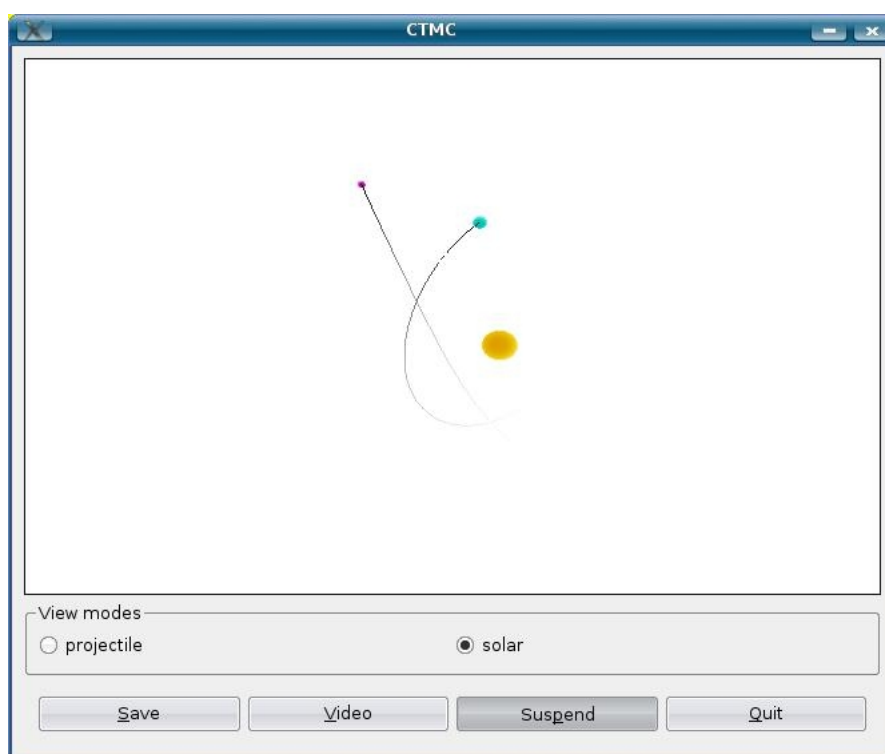 CTMC
View modes
projectile
solar
Save
Video
Suspend
Quit